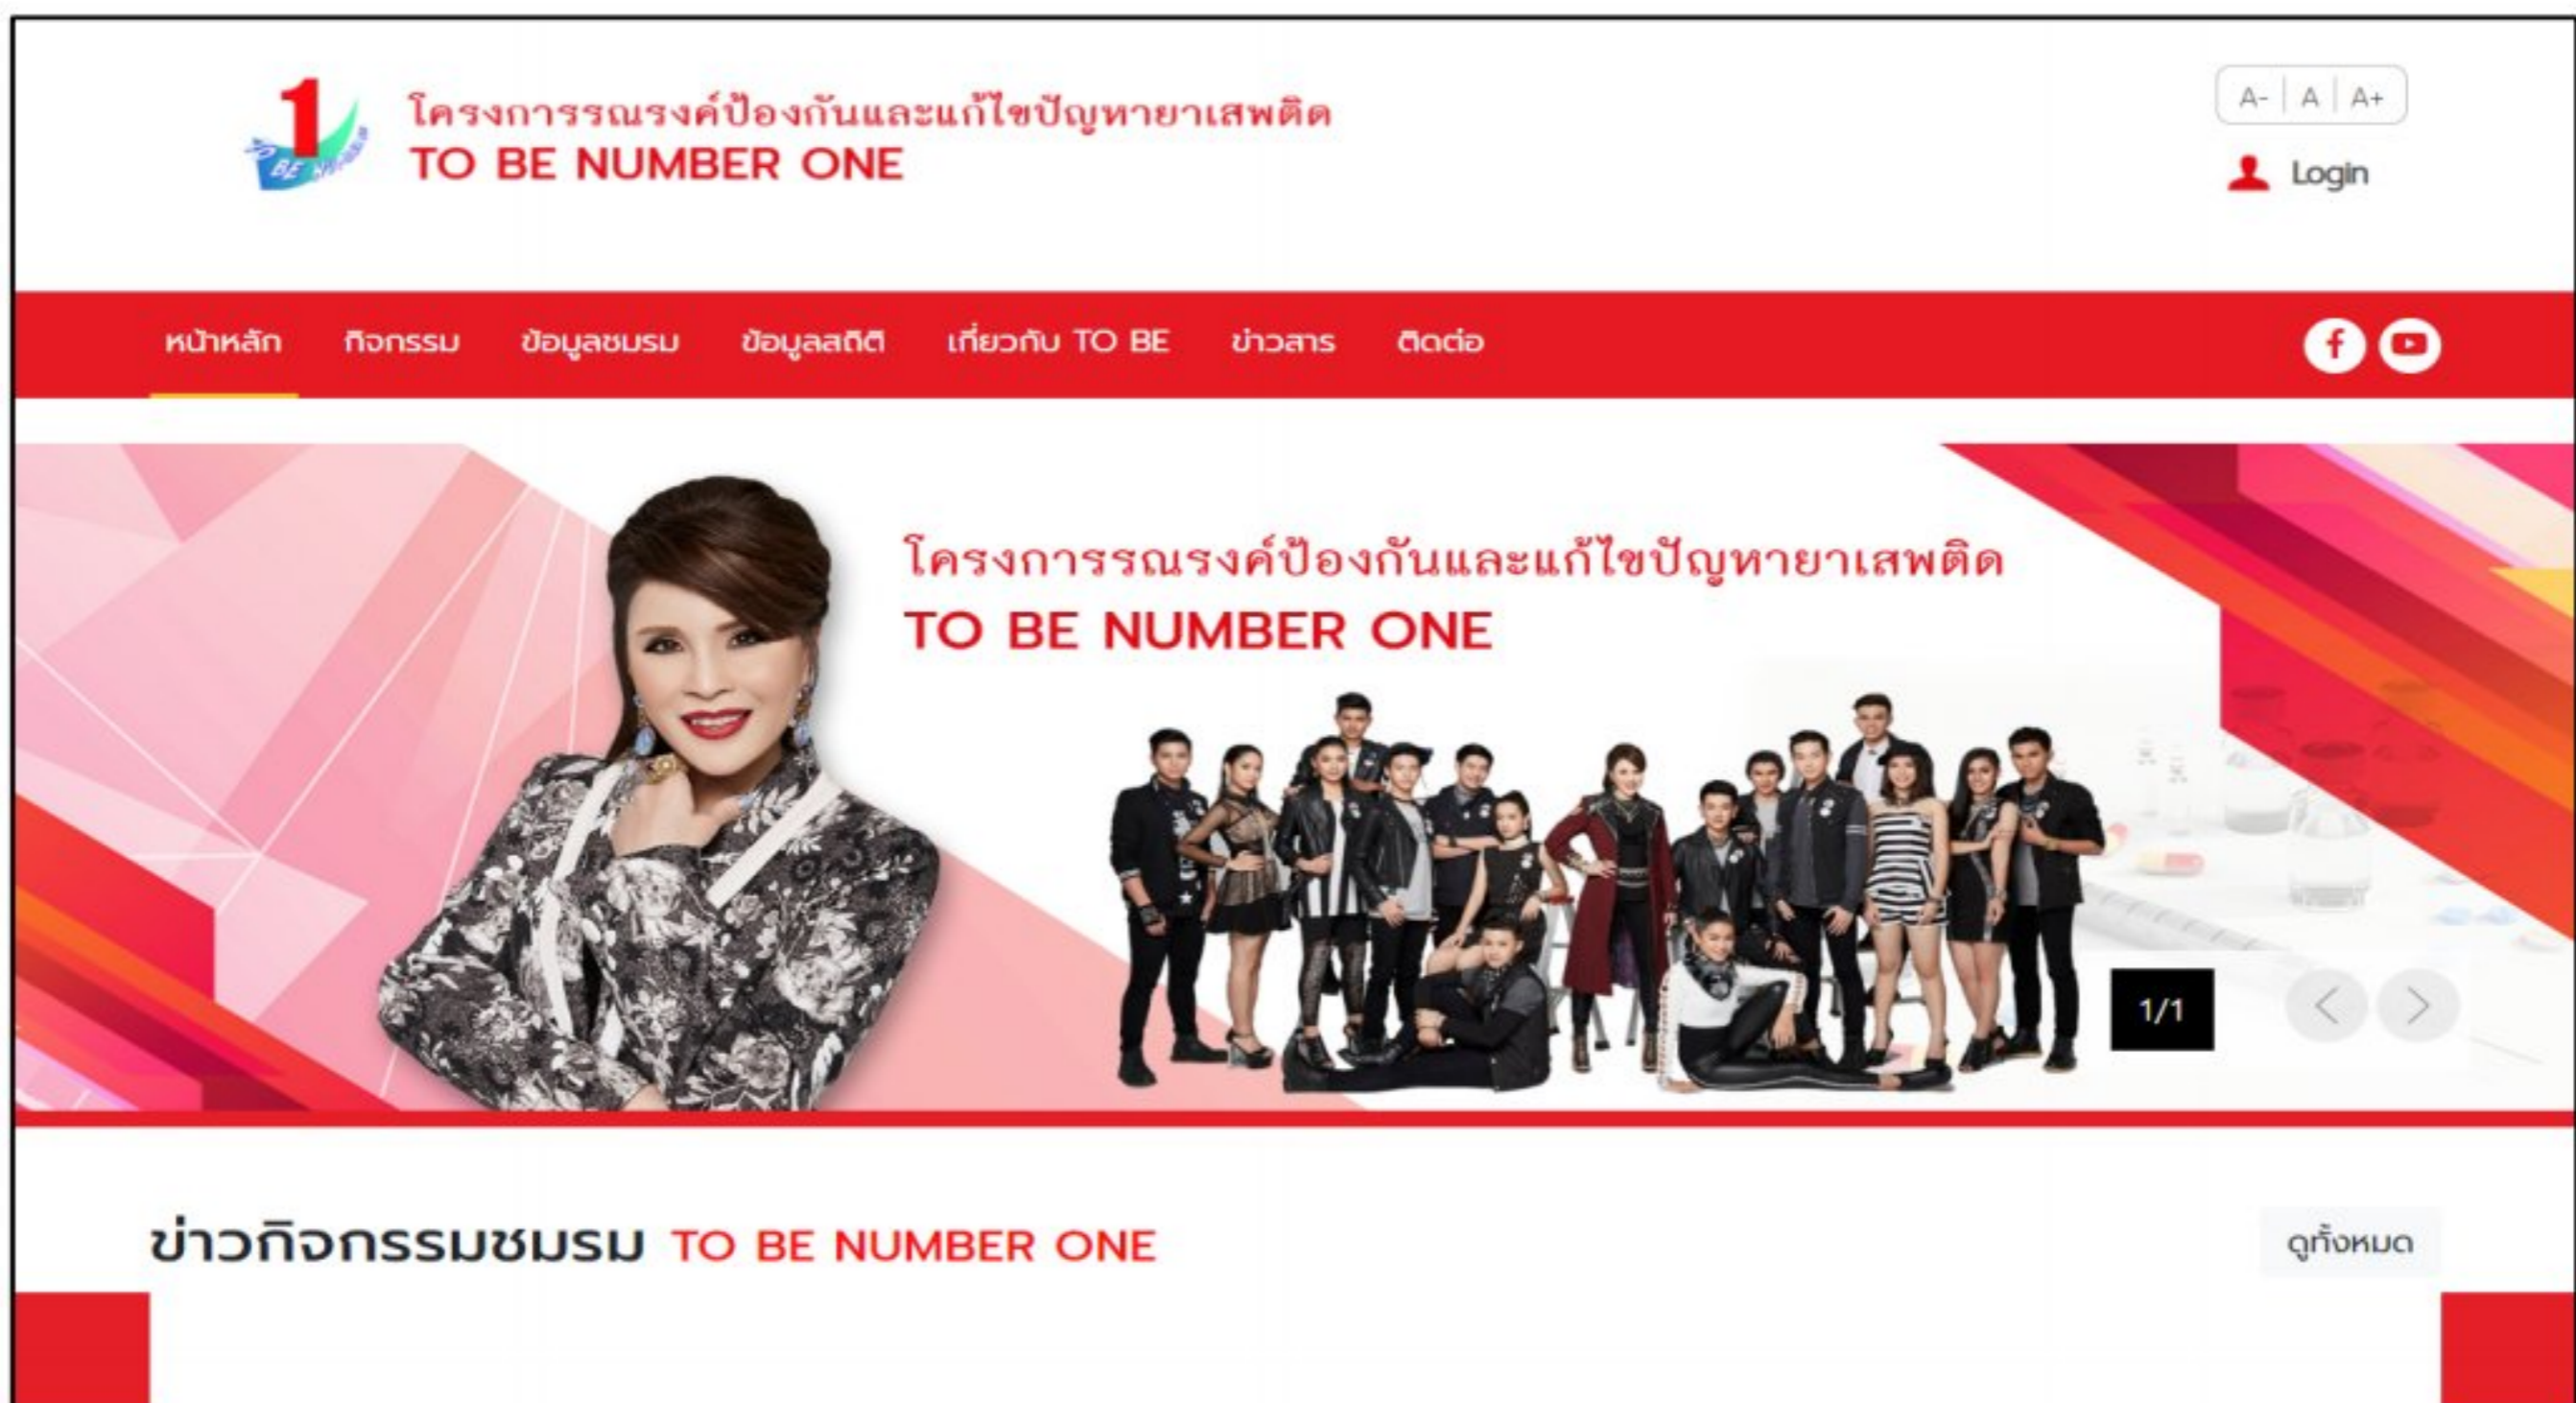 1
TO BE NUMBER ONE
โครงการรณรงค์ป้องกันและแก้ไขปัญหายาเสพติด
TO BE NUMBER ONE
A- | A | A+
Login
หน้าหลัก กิจกรรม ข้อมูลชมรม ข้อมูลสถิติ เกี่ยวกับ TO BE ข่าวสาร ติดต่อ
โครงการรณรงค์ป้องกันและแก้ไขปัญหายาเสพติด
TO BE NUMBER ONE
1/1
ข่าวกิจกรรมชมรม TO BE NUMBER ONE
ดูทั้งหมด